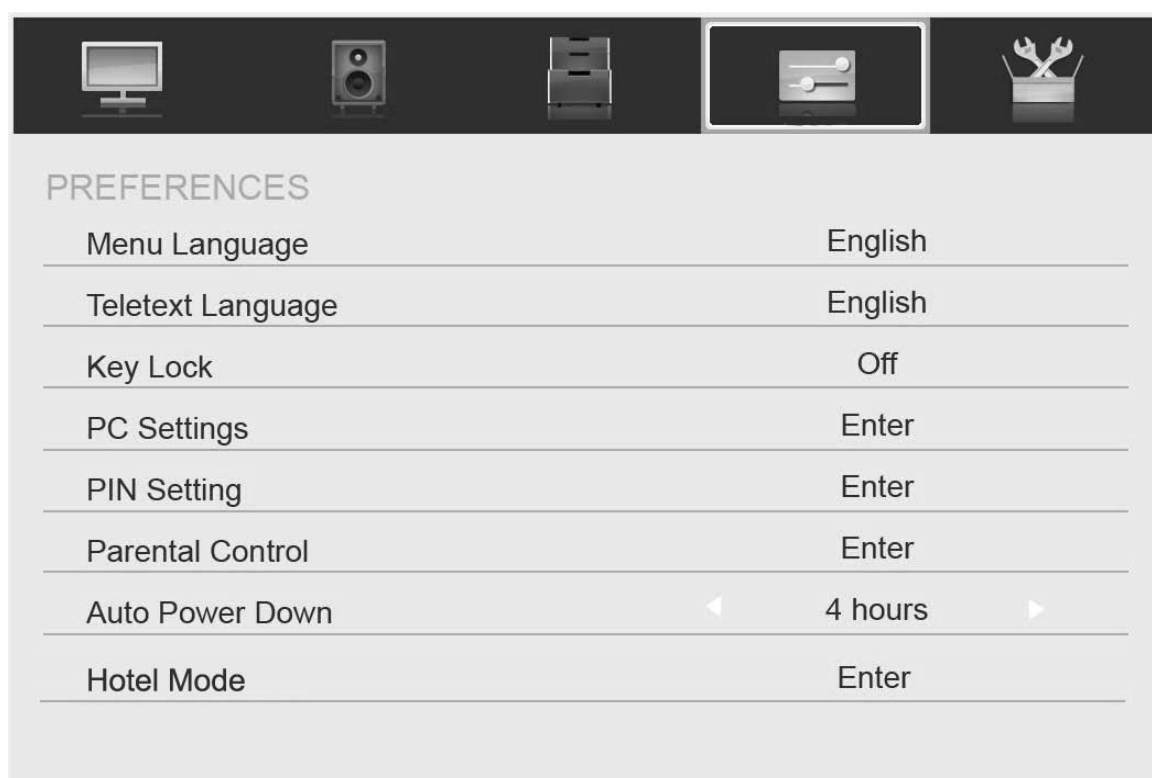 PREFERENCES
Menu Language English
Teletext Language English
Key Lock Off
PC Settings Enter
PIN Setting Enter
Parental Control Enter
Auto Power Down 4 hours
Hotel Mode Enter